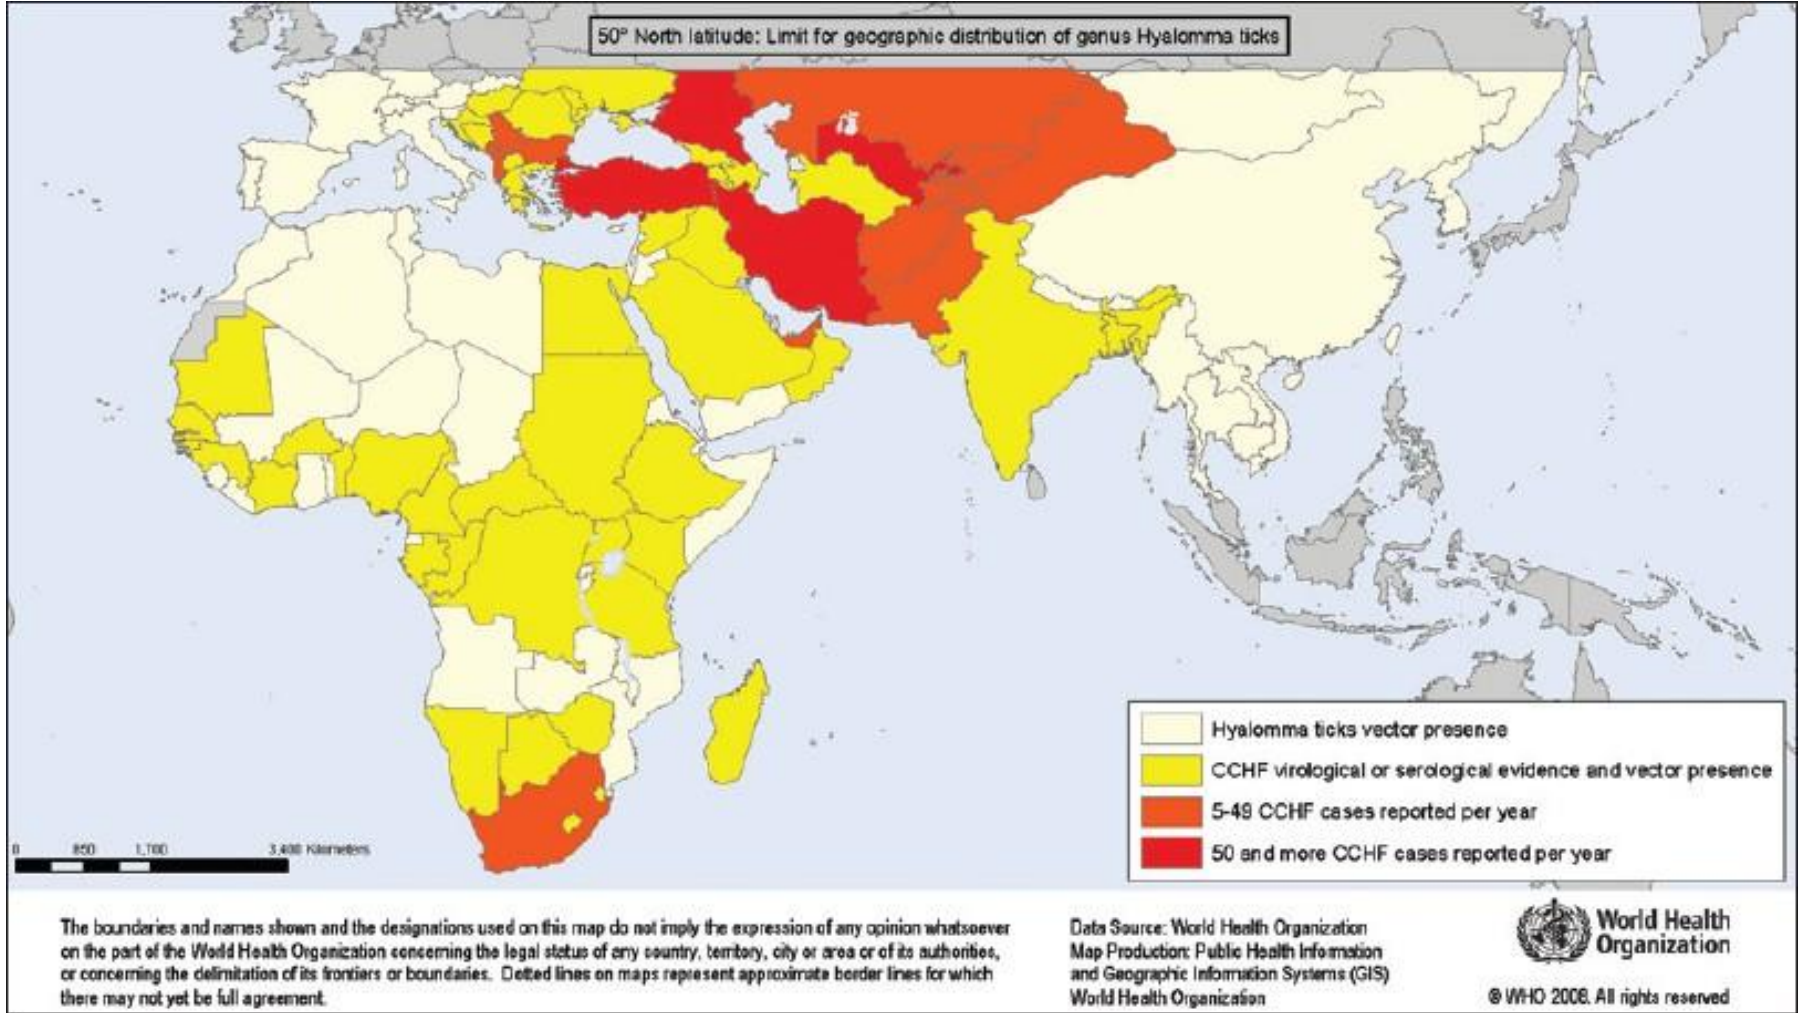 50° North latitude: Limit for geographic distribution of genus Hyalomma ticks
Hyalomma ticks vector presence
CCHF virological or serological evidence and vector presence
5-49 CCHF cases reported per year
50 and more CCHF cases reported per year
0 850 1,700 3,400 Kilometers
The boundaries and names shown and the designations used on this map do not imply the expression of any opinion whatsoever
on the part of the World Health Organization concerning the legal status of any country, territory, city or area or of its authorities,
or concerning the delimitation of its frontiers or boundaries. Dotted lines on maps represent approximate border lines for which
there may not yet be full agreement.
Data Source: World Health Organization
Map Production: Public Health Information
and Geographic Information Systems (GIS)
World Health Organization
World Health
Organization
© WHO 2008. All rights reserved